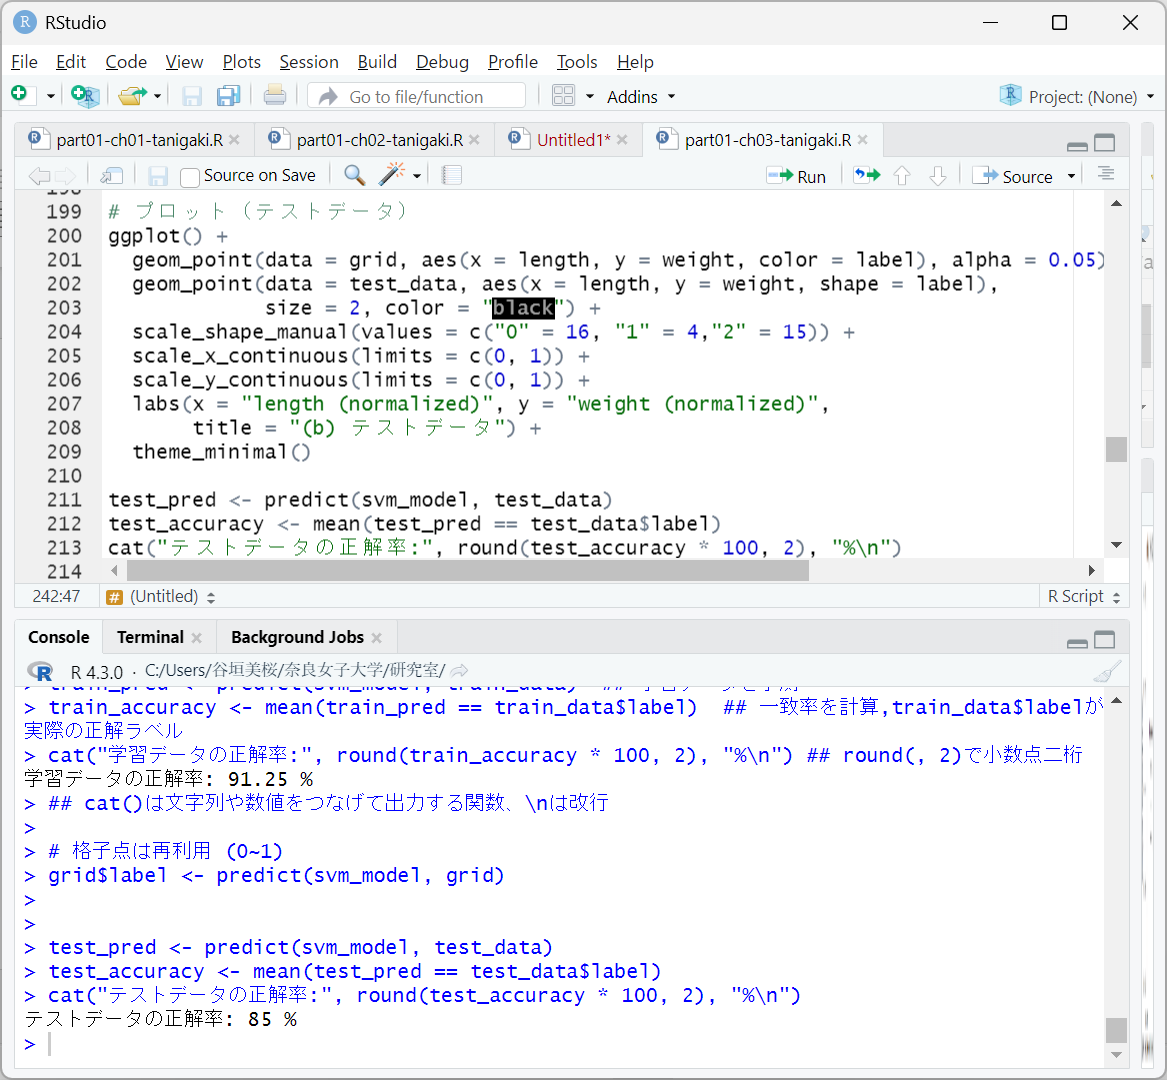 RStudio
File Edit Code View Plots Session Build Debug Profile Tools Help
Go to file/function Addins Project: (None)
part01-ch01-tanigaki.R part01-ch02-tanigaki.R Untitled1* part01-ch03-tanigaki.R
Source on Save Run Source
199 # プロット（テストデータ）
200 ggplot() +
201 geom_point(data = grid, aes(x = length, y = weight, color = label), alpha = 0.05)
202 geom_point(data = test_data, aes(x = length, y = weight, shape = label),
203 size = 2, color = "black") +
204 scale_shape_manual(values = c("0" = 16, "1" = 4,"2" = 15)) +
205 scale_x_continuous(limits = c(0, 1)) +
206 scale_y_continuous(limits = c(0, 1)) +
207 labs(x = "length (normalized)", y = "weight (normalized)",
208 title = "(b) テストデータ") +
209 theme_minimal()
210
211 test_pred <- predict(svm_model, test_data)
212 test_accuracy <- mean(test_pred == test_data$label)
213 cat("テストデータの正解率:", round(test_accuracy * 100, 2), "%\n")
214
242:47 # (Untitled) R Script
Console Terminal Background Jobs
R 4.3.0 · C:/Users/谷垣美桜/奈良女子大学/研究室/
> train_pred <- predict(svm_model, train_data) ## 学習データを予測
> train_accuracy <- mean(train_pred == train_data$label) ## 一致率を計算,train_data$labelが
実際の正解ラベル
> cat("学習データの正解率:", round(train_accuracy * 100, 2), "%\n") ## round(, 2)で小数点二桁
学習データの正解率: 91.25 %
> ## cat()は文字列や数値をつなげて出力する関数、\nは改行
>
> # 格子点は再利用 (0~1)
> grid$label <- predict(svm_model, grid)
>
>
> test_pred <- predict(svm_model, test_data)
> test_accuracy <- mean(test_pred == test_data$label)
> cat("テストデータの正解率:", round(test_accuracy * 100, 2), "%\n")
テストデータの正解率: 85 %
>